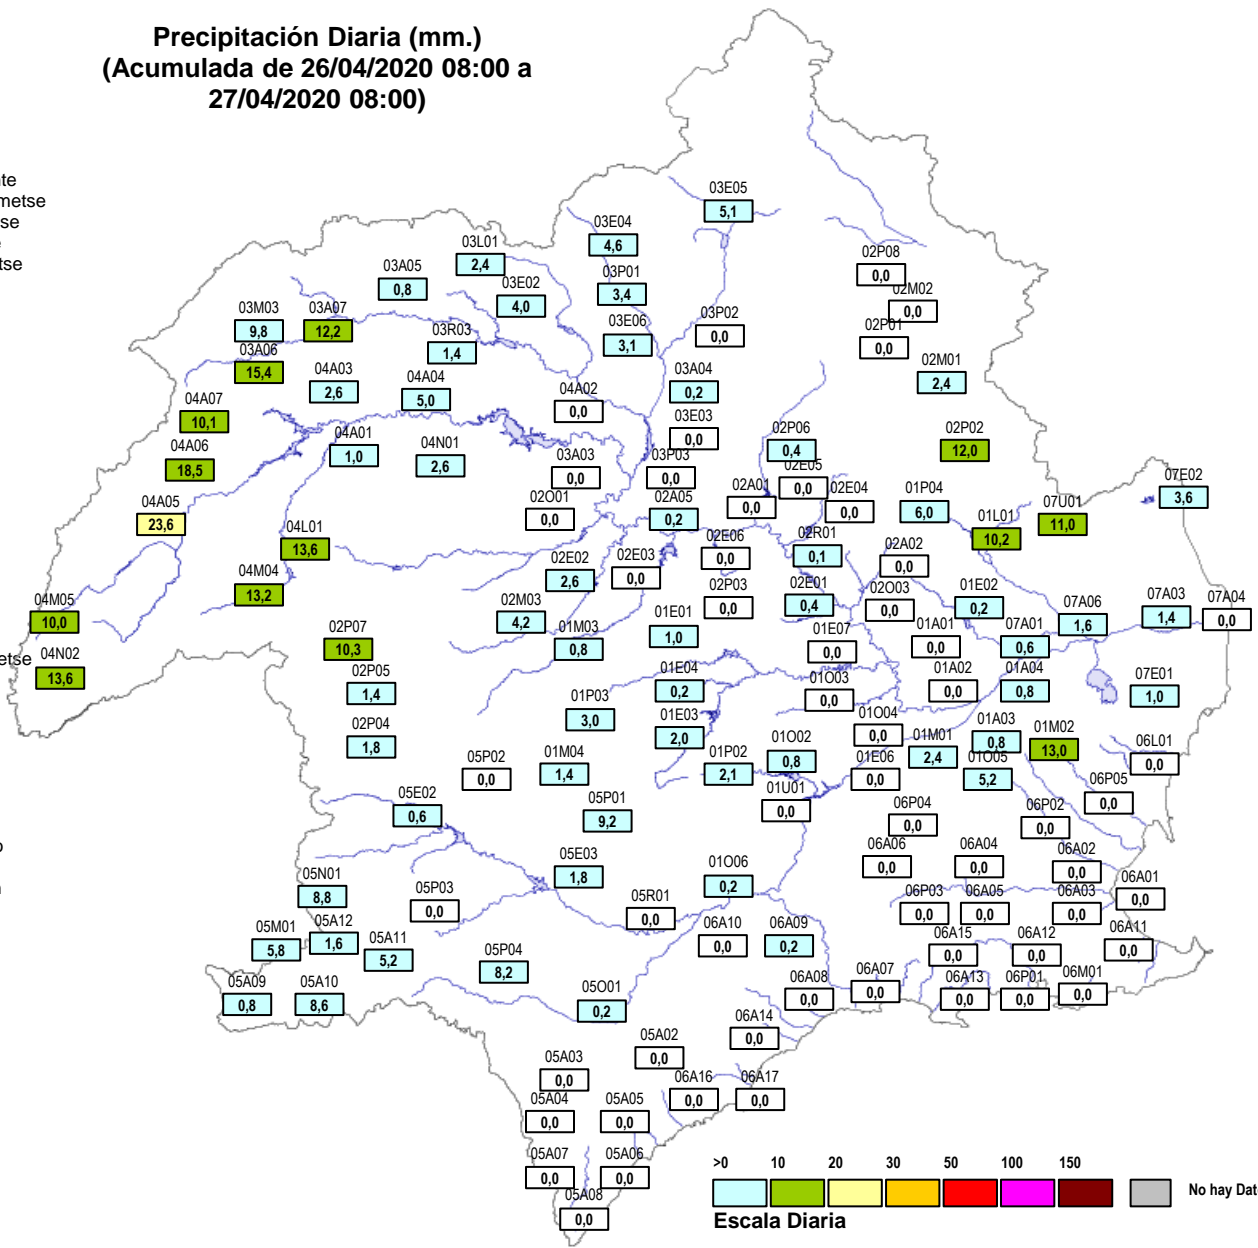 Precipitación Diaria (mm.)
(Acumulada de 26/04/2020 08:00 a
27/04/2020 08:00)
nte
metse
se
e
tse
etse
o
n
03E05
5,1
03E04
4,6
03L01
2,4
03A05
0,8
03E02
4,0
03P01
3,4
02P08
0,0
02M02
0,0
03M03
9,8
03A07
12,2
03R03
1,4
03E06
3,1
03P02
0,0
02P01
0,0
03A06
15,4
04A03
2,6
04A04
5,0
04A02
0,0
03A04
0,2
02M01
2,4
04A07
10,1
03E03
0,0
04A01
1,0
04N01
2,6
02P06
0,4
02P02
12,0
04A06
18,5
03A03
0,0
03P03
0,0
02E05
0,0
07E02
3,6
04A05
23,6
02O01
0,0
02A05
0,2
02A01
0,0
02E04
0,0
01P04
6,0
01L01
10,2
07U01
11,0
04L01
13,6
02E06
0,0
02R01
0,1
02A02
0,0
04M04
13,2
02E02
2,6
02E03
0,0
04M05
10,0
02M03
4,2
02P03
0,0
02E01
0,4
02O03
0,0
01E02
0,2
07A06
1,6
07A03
1,4
07A04
0,0
02P07
10,3
01M03
0,8
01E01
1,0
01E07
0,0
01A01
0,0
07A01
0,6
04N02
13,6
02P05
1,4
01E04
0,2
01O03
0,0
01A02
0,0
01A04
0,8
07E01
1,0
01P03
3,0
02P04
1,8
01E03
2,0
01O04
0,0
01A03
0,8
01M02
13,0
05P02
0,0
01M04
1,4
01P02
2,1
01O02
0,8
01E06
0,0
01M01
2,4
01O05
5,2
06L01
0,0
05E02
0,6
05P01
9,2
01U01
0,0
06P04
0,0
06P02
0,0
06P05
0,0
05E03
1,8
01O06
0,2
06A06
0,0
06A04
0,0
06A02
0,0
05N01
8,8
05P03
0,0
05R01
0,0
06P03
0,0
06A05
0,0
06A03
0,0
06A01
0,0
05M01
5,8
05A12
1,6
05A11
5,2
05P04
8,2
06A10
0,0
06A09
0,2
06A15
0,0
06A12
0,0
06A11
0,0
05A09
0,8
05A10
8,6
05O01
0,2
06A08
0,0
06A07
0,0
06A13
0,0
06P01
0,0
06M01
0,0
06A14
0,0
05A02
0,0
05A03
0,0
06A16
0,0
06A17
0,0
05A04
0,0
05A05
0,0
05A07
0,0
05A06
0,0
05A08
0,0
>0 10 20 30 50 100 150
No hay Dat
Escala Diaria